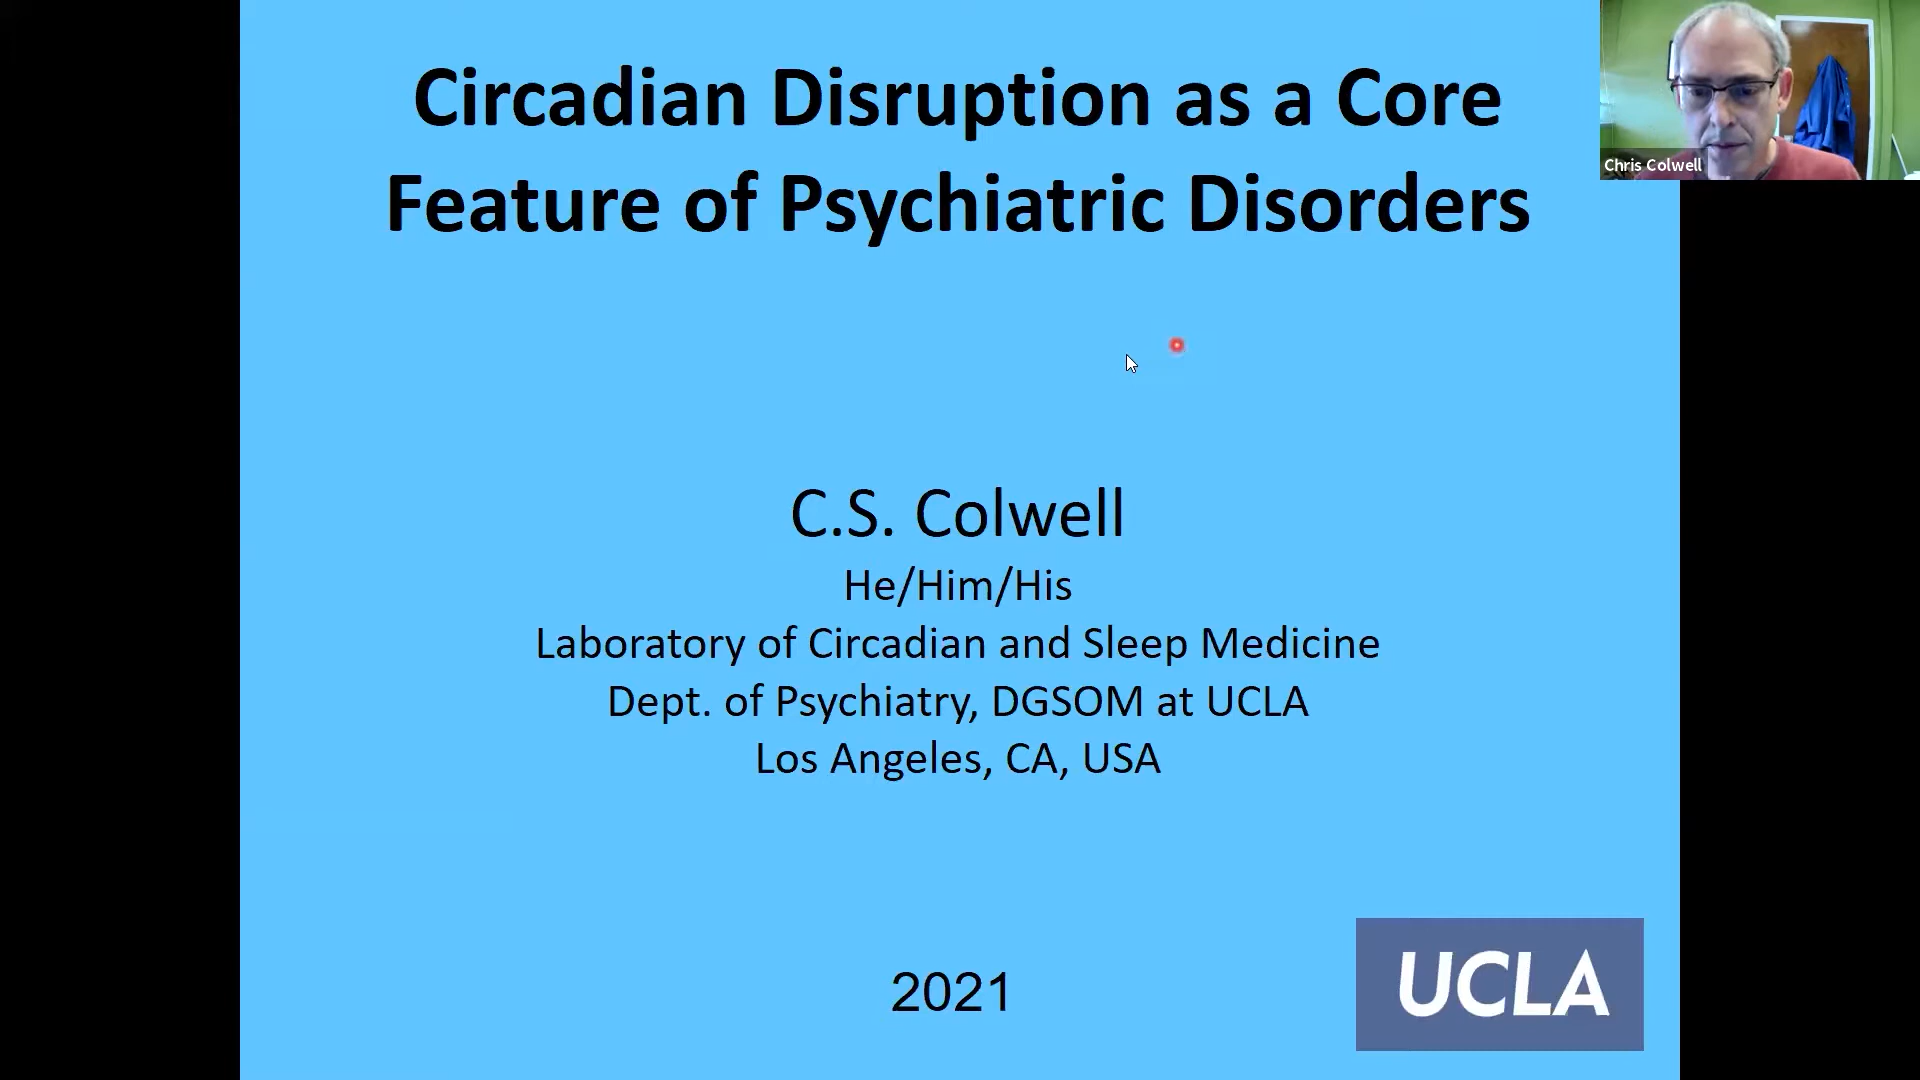 Circadian Disruption as a Core
Feature of Psychiatric Disorders
Chris Colwell
C.S. Colwell
He/Him/His
Laboratory of Circadian and Sleep Medicine
Dept. of Psychiatry, DGSOM at UCLA
Los Angeles, CA, USA
2021
UCLA